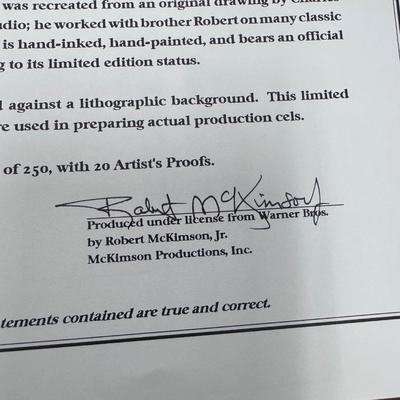 was recreated from an original drawing by Charles
udio; he worked with brother Robert on many classic
is hand-inked, hand-painted, and bears an official
g to its limited edition status.
d against a lithographic background. This limited
re used in preparing actual production cels.
of 250, with 20 Artist's Proofs.
Robert McKimson Jr
Produced under license from Warner Bros.
by Robert McKimson, Jr.
McKimson Productions, Inc.
tements contained are true and correct.